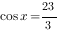 cos x = 23/3